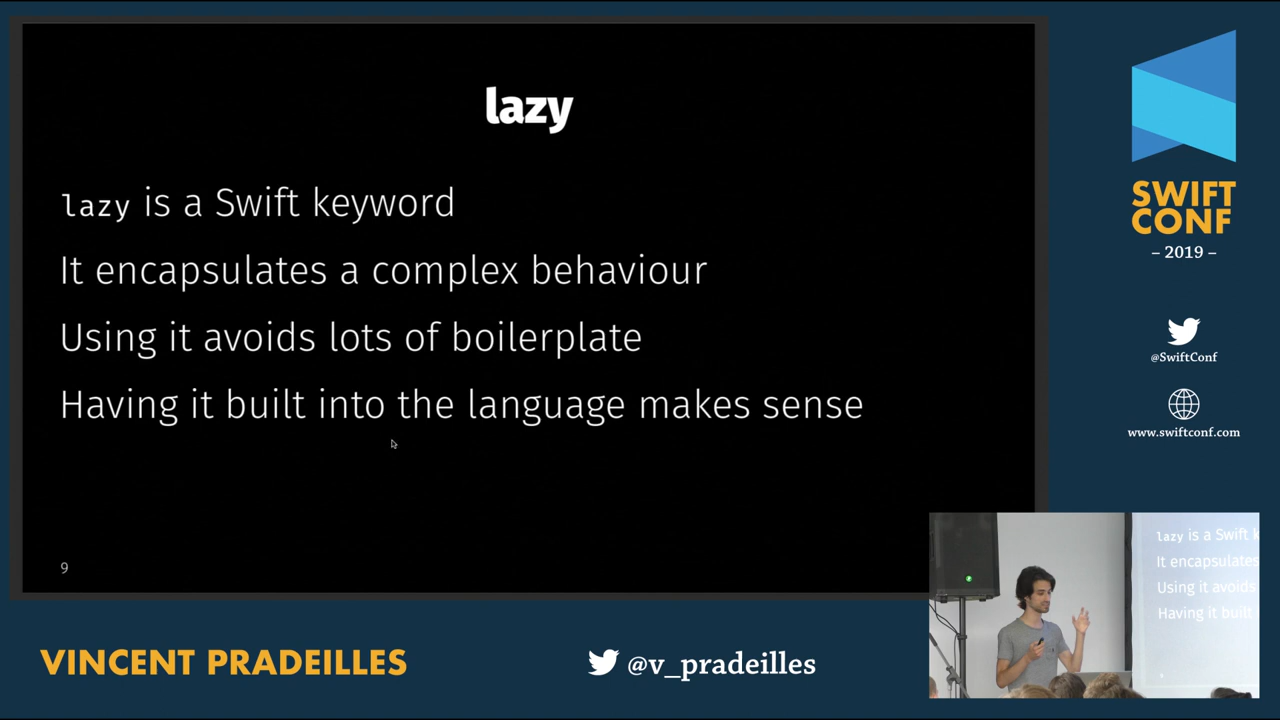 lazy
lazy is a Swift keyword
It encapsulates a complex behaviour
Using it avoids lots of boilerplate
Having it built into the language makes sense
9
SWIFT
CONF
– 2019 –
@SwiftConf
www.swiftconf.com
lazy is a Swift k
It encapsulates
Using it avoids
Having it built
VINCENT PRADEILLES
@v_pradeilles